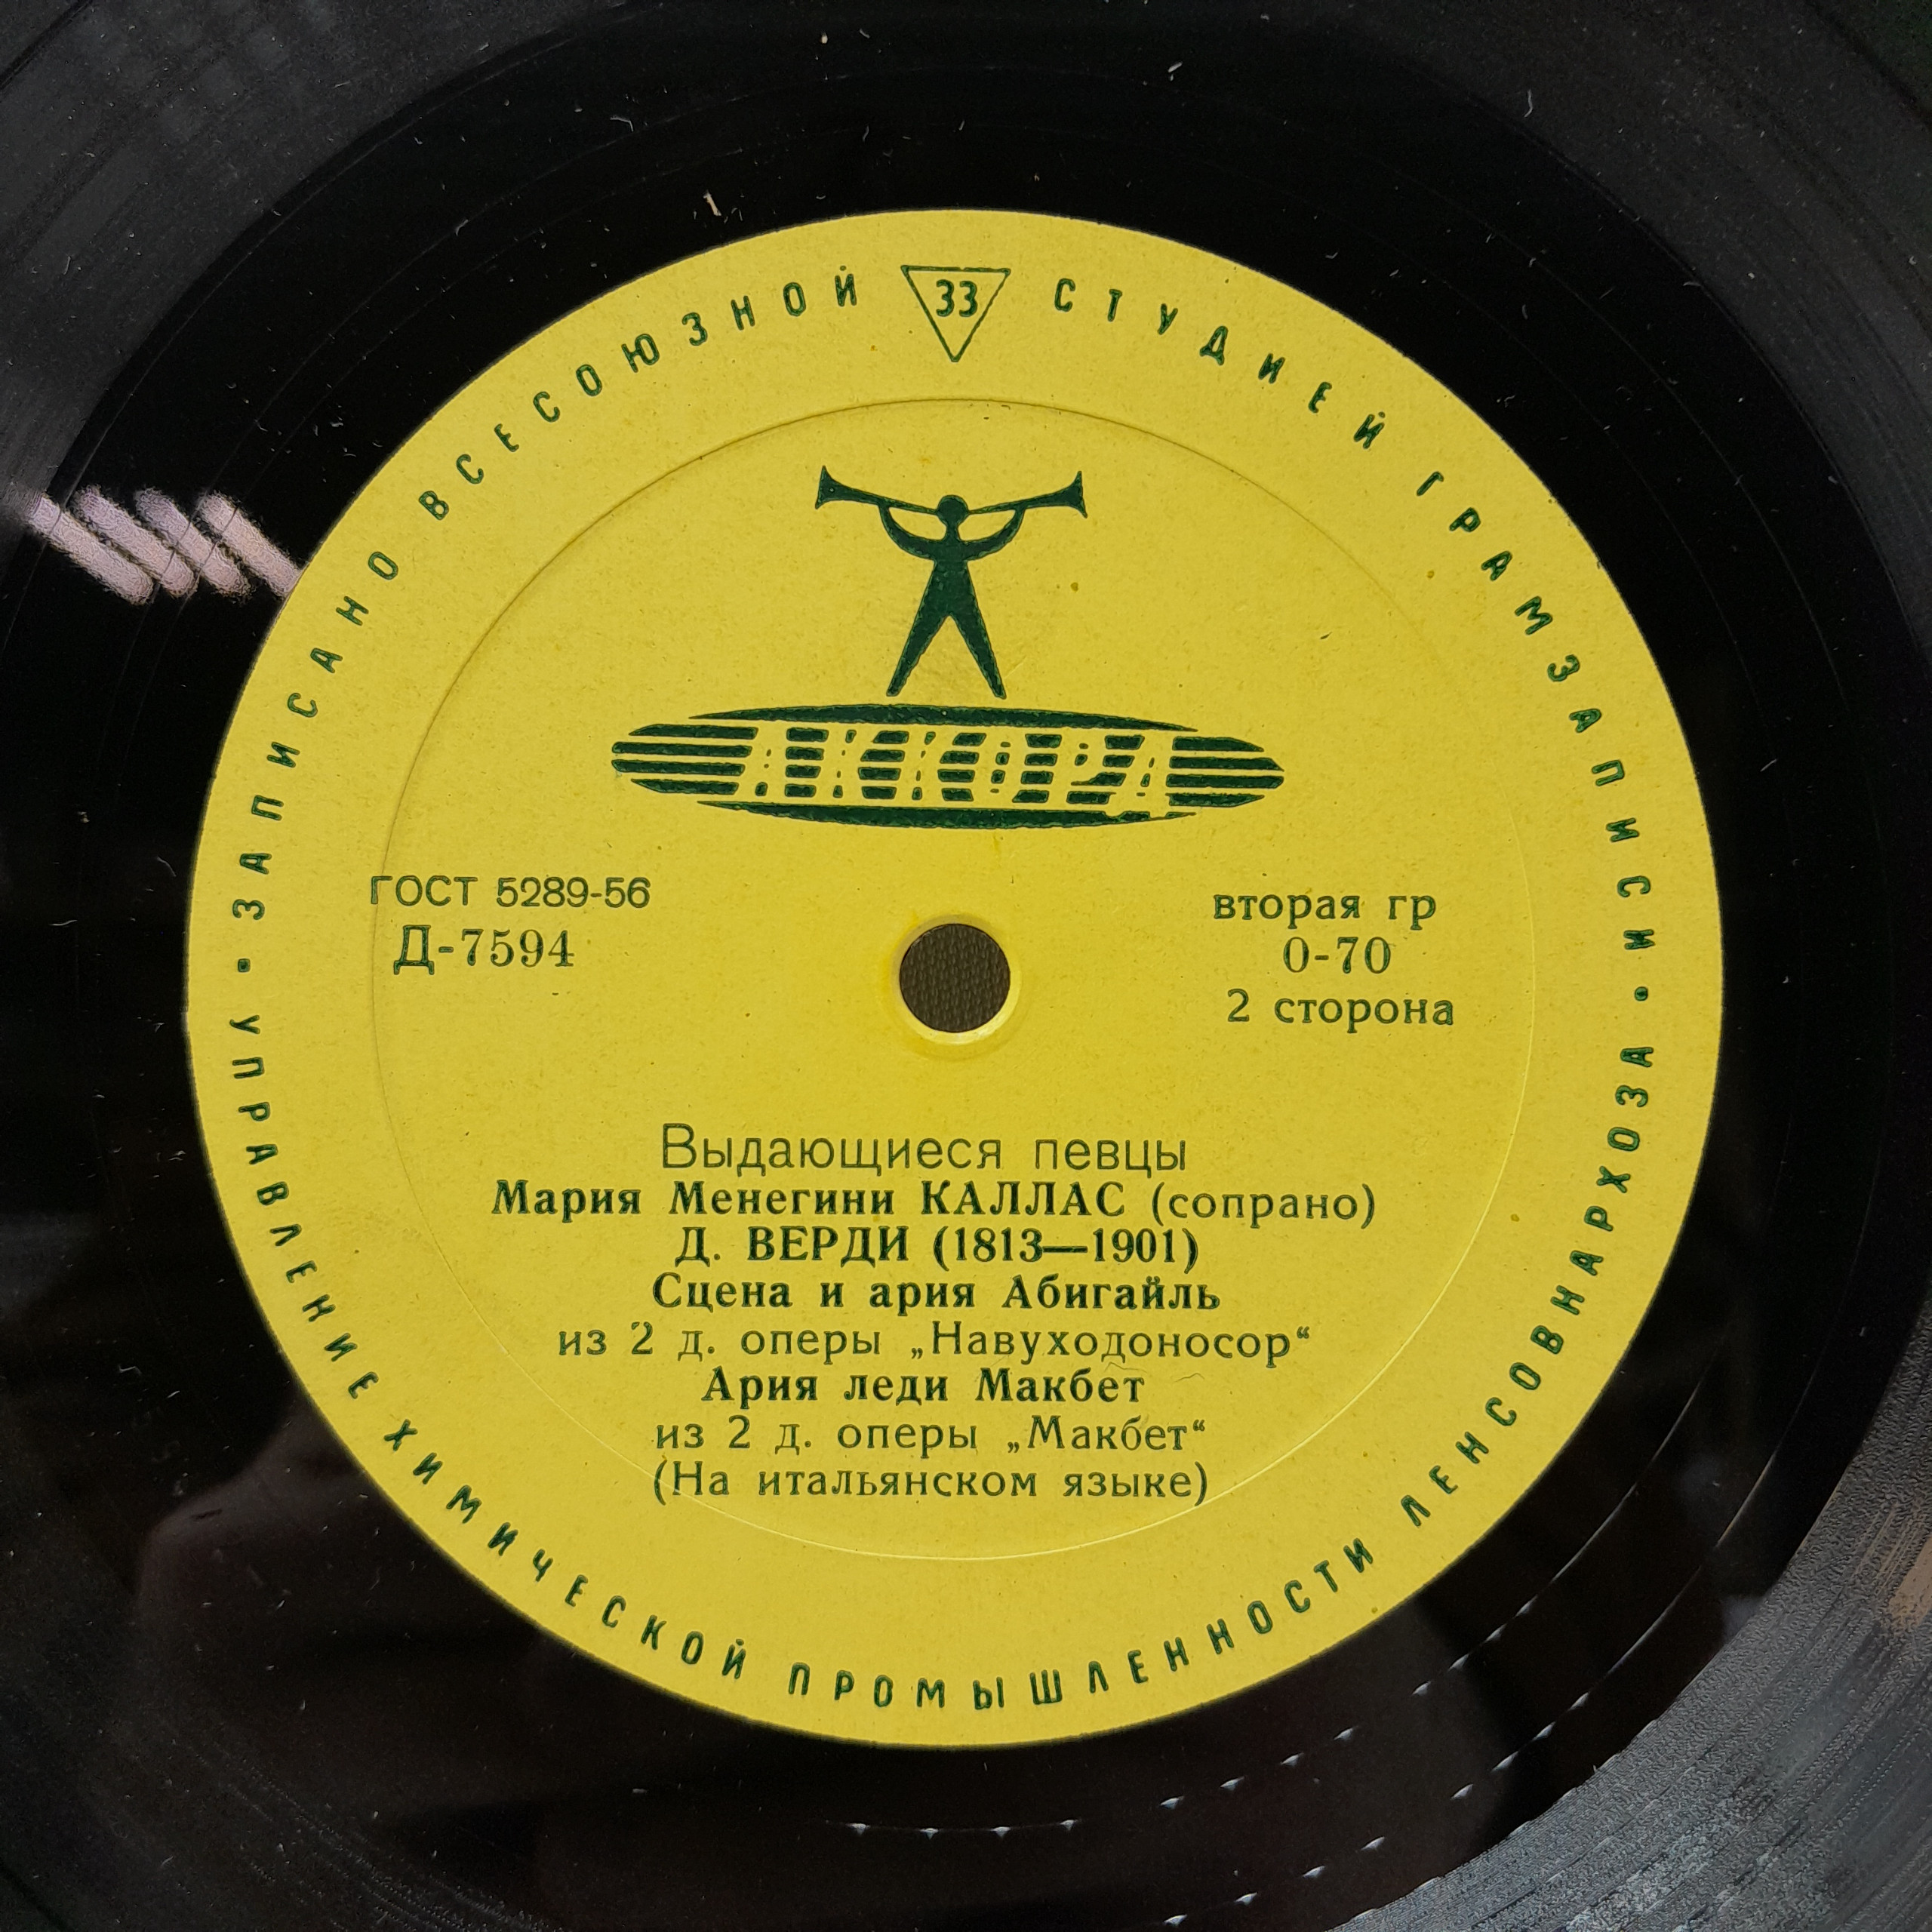 ЗАПИСАНО ВСЕСОЮЗНОЙ СТУДИЕЙ ГРАМЗАПИСИ
33
АККОРД
ГОСТ 5289-56
Д-7594
вторая гр
0-70
2 сторона
Выдающиеся певцы
Мария Менегини КАЛЛАС (сопрано)
Д. ВЕРДИ (1813—1901)
Сцена и ария Абигайль
из 2 д. оперы „Навуходоносор“
Ария леди Макбет
из 2 д. оперы „Макбет“
(На итальянском языке)
• УПРАВЛЕНИЕ ХИМИЧЕСКОЙ ПРОМЫШЛЕННОСТИ ЛЕНСОВНАРХОЗА •